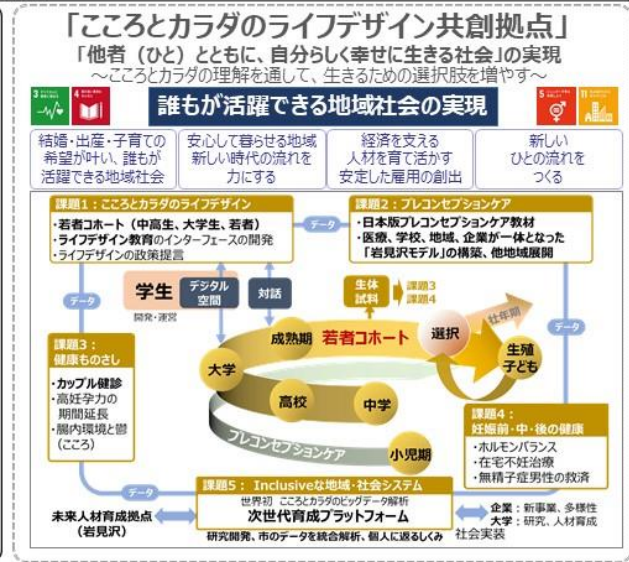 「こころとカラダのライフデザイン共創拠点」
「他者（ひと）とともに、自分らしく幸せに生きる社会」の実現
～こころとカラダの理解を通して、生きるための選択肢を増やす～
3
4
誰もが活躍できる地域社会の実現
5
11
結婚・出産・子育ての
希望が叶い、誰もが
活躍できる地域社会
安心して暮らせる地域
新しい時代の流れを
力にする
経済を支える
人材を育て活かす
安定した雇用の創出
新しい
ひとの流れを
つくる
課題1：こころとカラダのライフデザイン
・若者コホート（中高生、大学生、若者）
・ライフデザイン教育のインターフェースの開発
・ライフデザインの政策提言
データ
課題2：プレコンセプションケア
・日本版プレコンセプションケア教材
・医療、学校、地域、企業が一体となった
「岩見沢モデル」の構築、他地域展開
学生
デジタル
空間
開発・運営
対話
生体
試料
課題3
課題4
データ
データ
課題3：
健康ものさし
・カップル健診
・高妊孕力の
期間延長
・腸内環境と鬱
（こころ）
成熟期
若者コホート
選択
壮年期
生殖
子ども
大学
高校
中学
プレコンセプションケア
小児期
課題4：
妊娠前・中・後の健康
・ホルモンバランス
・在宅不妊治療
・無精子症男性の救済
データ
データ
課題5： Inclusiveな地域・社会システム
世界初 こころとカラダのビッグデータ解析
次世代育成プラットフォーム
研究開発、市のデータを統合解析、個人に返るしくみ
未来人材育成拠点
（岩見沢）
企業：新事業、多様性
大学：研究、人材育成
社会実装